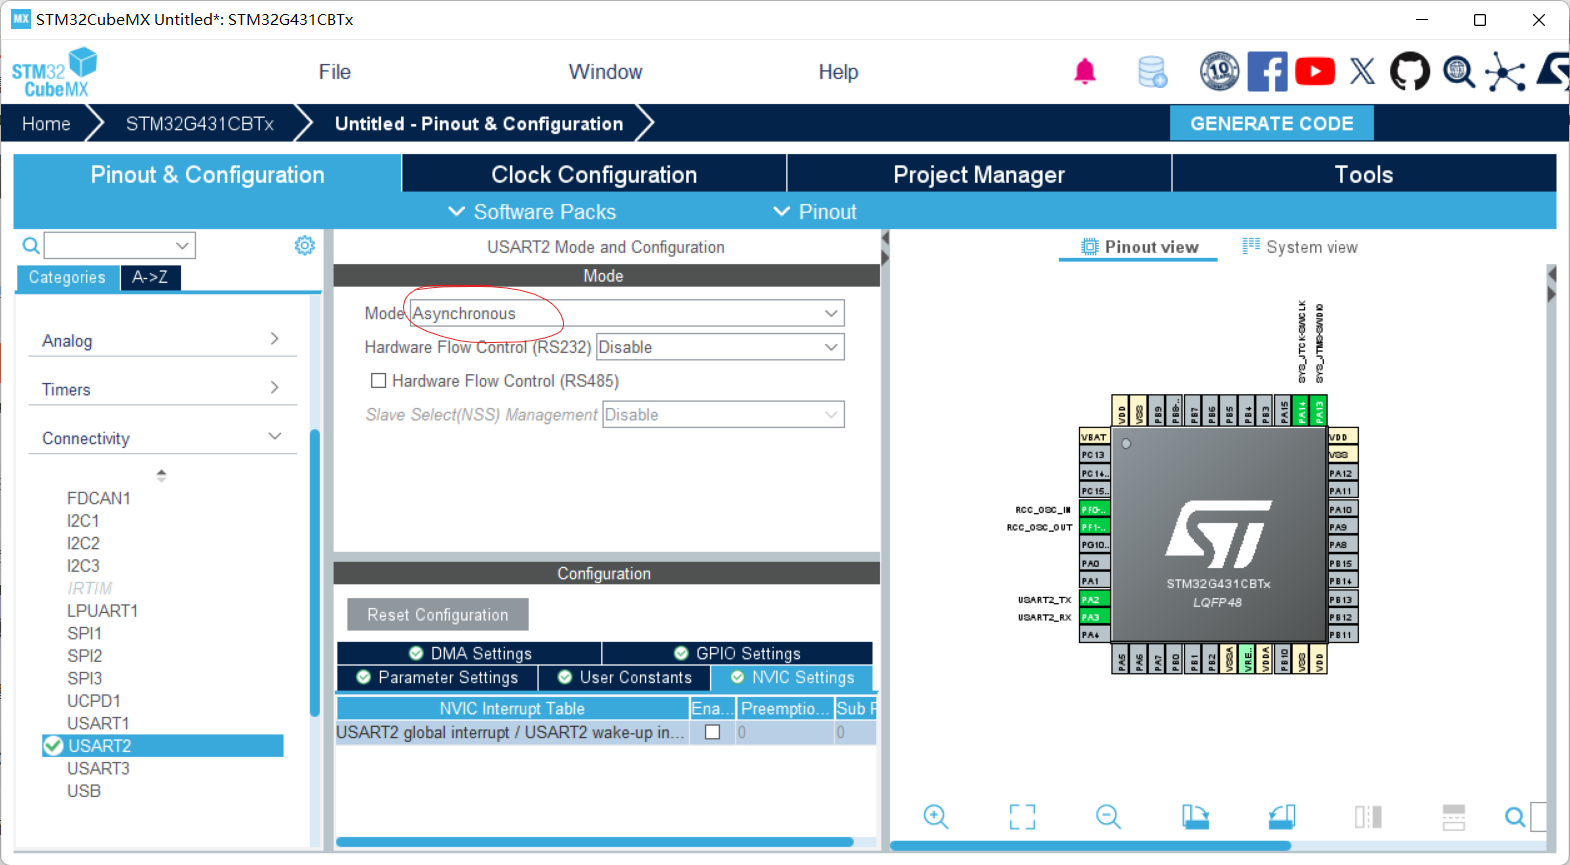 MX STM32CubeMX Untitled*: STM32G431CBTx
STM32
CubeMX
File
Window
Help
10
Home
STM32G431CBTx
Untitled - Pinout & Configuration
GENERATE CODE
Pinout & Configuration
Clock Configuration
Project Manager
Tools
Software Packs
Pinout
Categories
A->Z
Analog
Timers
Connectivity
FDCAN1
I2C1
I2C2
I2C3
IRTIM
LPUART1
SPI1
SPI2
SPI3
UCPD1
USART1
USART2
USART3
USB
USART2 Mode and Configuration
Mode
Mode Asynchronous
Hardware Flow Control (RS232) Disable
Hardware Flow Control (RS485)
Slave Select(NSS) Management Disable
Configuration
Reset Configuration
DMA Settings
GPIO Settings
Parameter Settings
User Constants
NVIC Settings
NVIC Interrupt Table
Ena...
Preemptio...
Sub P
USART2 global interrupt / USART2 wake-up in...
0
0
Pinout view
System view
SYS_JTCK-SWCLK
SYS_JTMS-SWDIO
VDD
VSS
PB9
PB8-..
PB7
PB6
PB5
PB4
PB3
PA15
PA14
PA13
VBAT
PC13
PC14..
PC15..
RCC_OSC_IN PF0-..
RCC_OSC_OUT PF1-..
PG10..
PA0
PA1
USART2_TX PA2
USART2_RX PA3
PA4
VDD
VSS
PA12
PA11
PA10
PA9
PA8
PB15
PB14
PB13
PB12
PB11
ST
STM32G431CBTx
LQFP48
PA5
PA6
PA7
PB0
PB1
PB2
VSSA
VRE..
VDDA
PB10
VSS
VDD